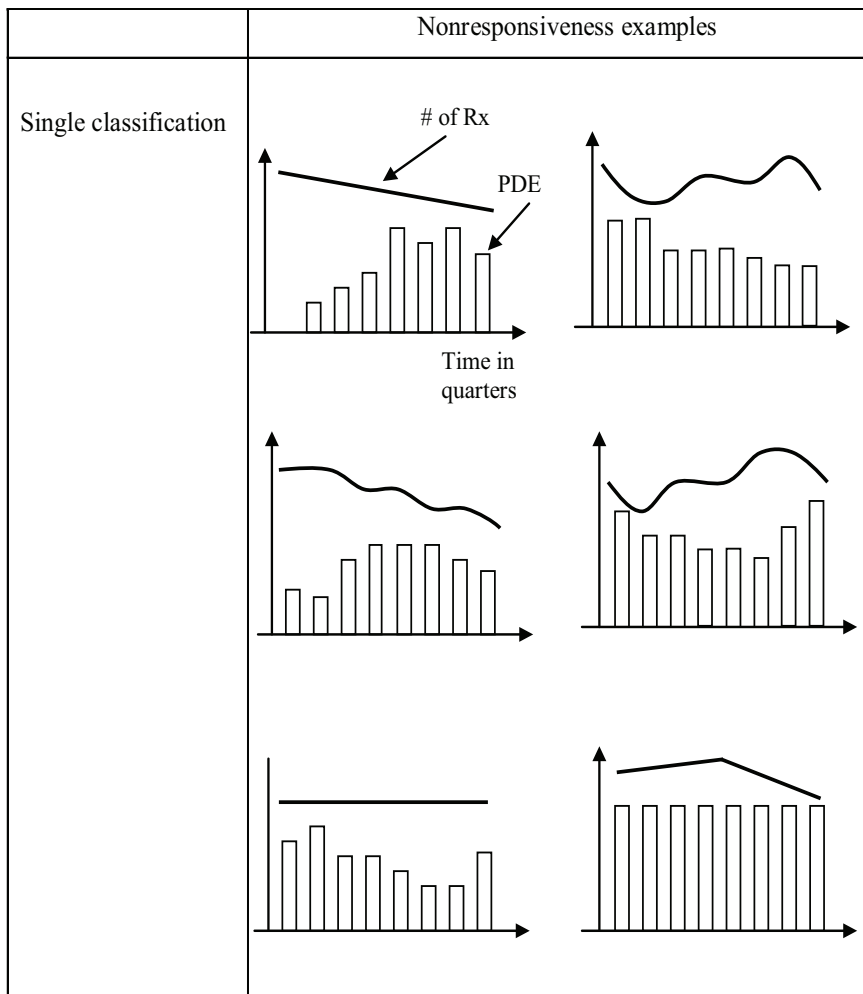 Nonresponsiveness examples
Single classification
# of Rx
PDE
Time in
quarters